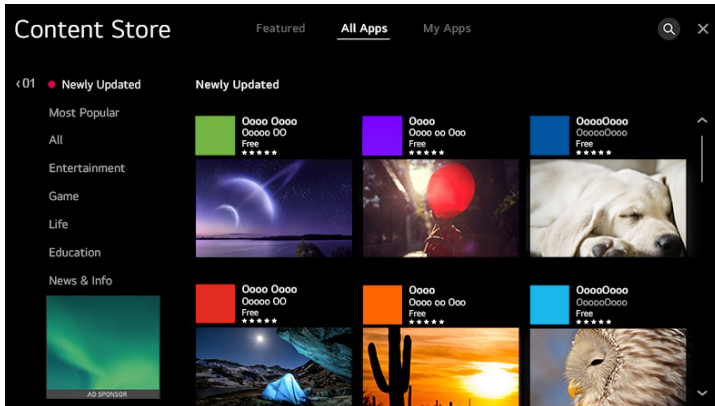 Content Store
Featured
All Apps
My Apps
‹01
Newly Updated
Most Popular
All
Entertainment
Game
Life
Education
News & Info
AD SPONSOR
Newly Updated
Oooo Oooo
Ooooo OO
Free
★★★★★
Oooo
Oooo oo Ooo
Free
★★★★★
OoooOooo
OooooOooo
Free
★★★★★
Oooo Oooo
Ooooo OO
Free
★★★★★
Oooo
Oooo oo Ooo
Free
★★★★★
OoooOooo
OooooOooo
Free
★★★★★